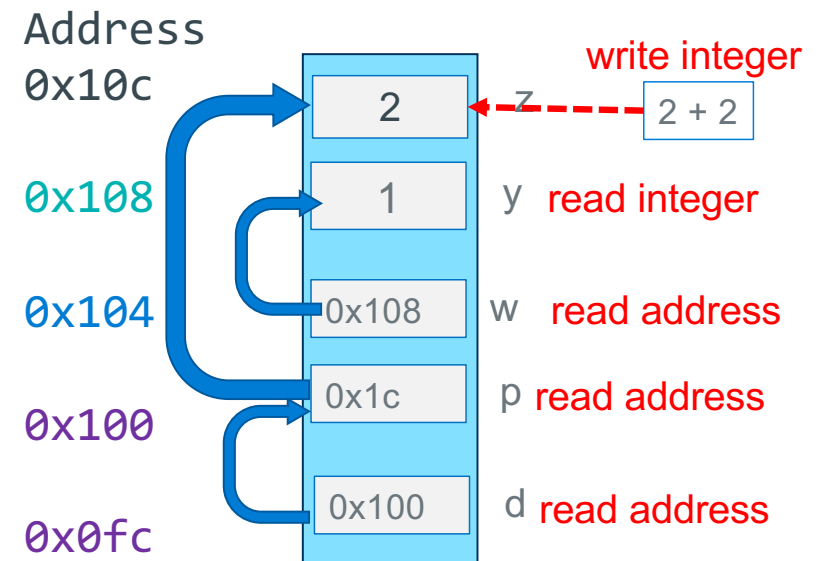 Address
write integer
0x10c
2
z
2 + 2
0x108
1
y
read integer
0x104
0x108
w
read address
0x1c
p
read address
0x100
0x100
d
read address
0x0fc